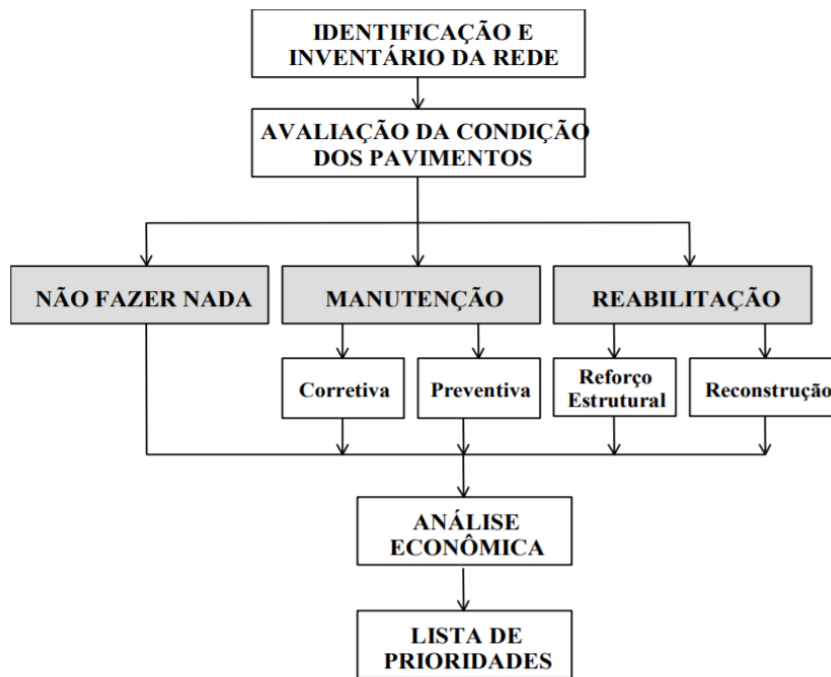 IDENTIFICAÇÃO E
INVENTÁRIO DA REDE
AVALIAÇÃO DA CONDIÇÃO
DOS PAVIMENTOS
NÃO FAZER NADA
MANUTENÇÃO
REABILITAÇÃO
Corretiva
Preventiva
Reforço
Estrutural
Reconstrução
ANÁLISE
ECONÔMICA
LISTA DE
PRIORIDADES